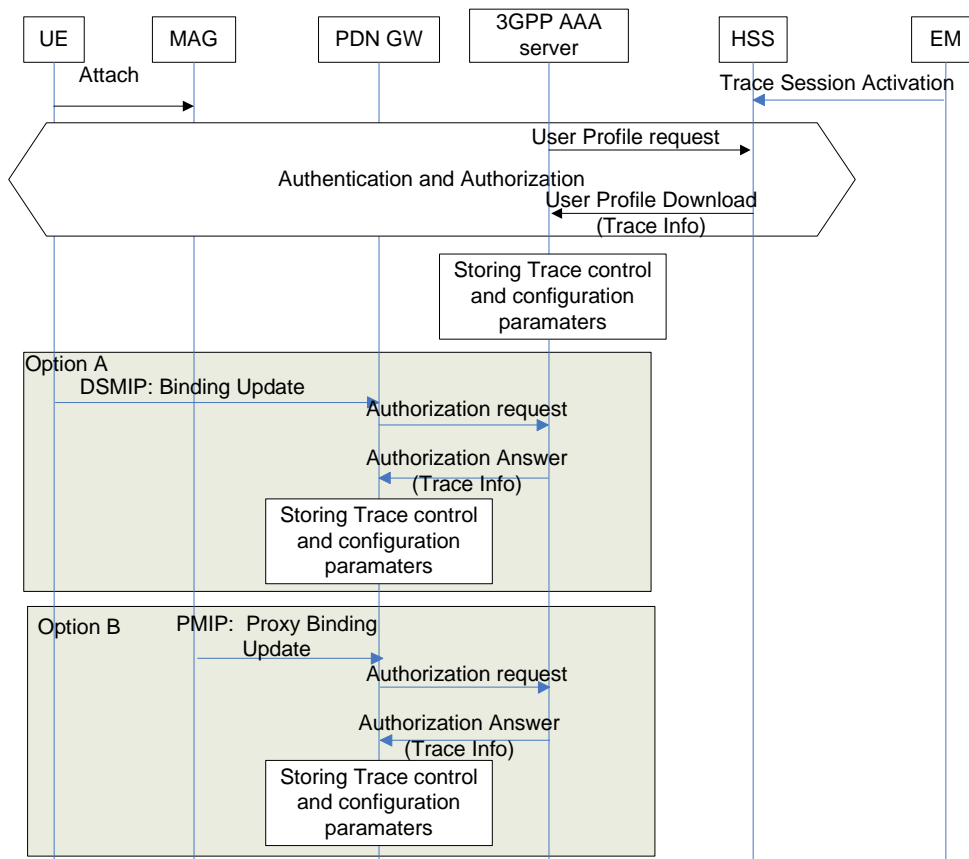 UE
MAG
PDN GW
3GPP AAA
server
HSS
EM
Attach
Trace Session Activation
User Profile request
Authentication and Authorization
User Profile Download
(Trace Info)
Storing Trace control
and configuration
paramaters
Option A
DSMIP: Binding Update
Authorization request
Authorization Answer
(Trace Info)
Storing Trace control
and configuration
paramaters
Option B
PMIP:  Proxy Binding
Update
Authorization request
Authorization Answer
(Trace Info)
Storing Trace control
and configuration
paramaters